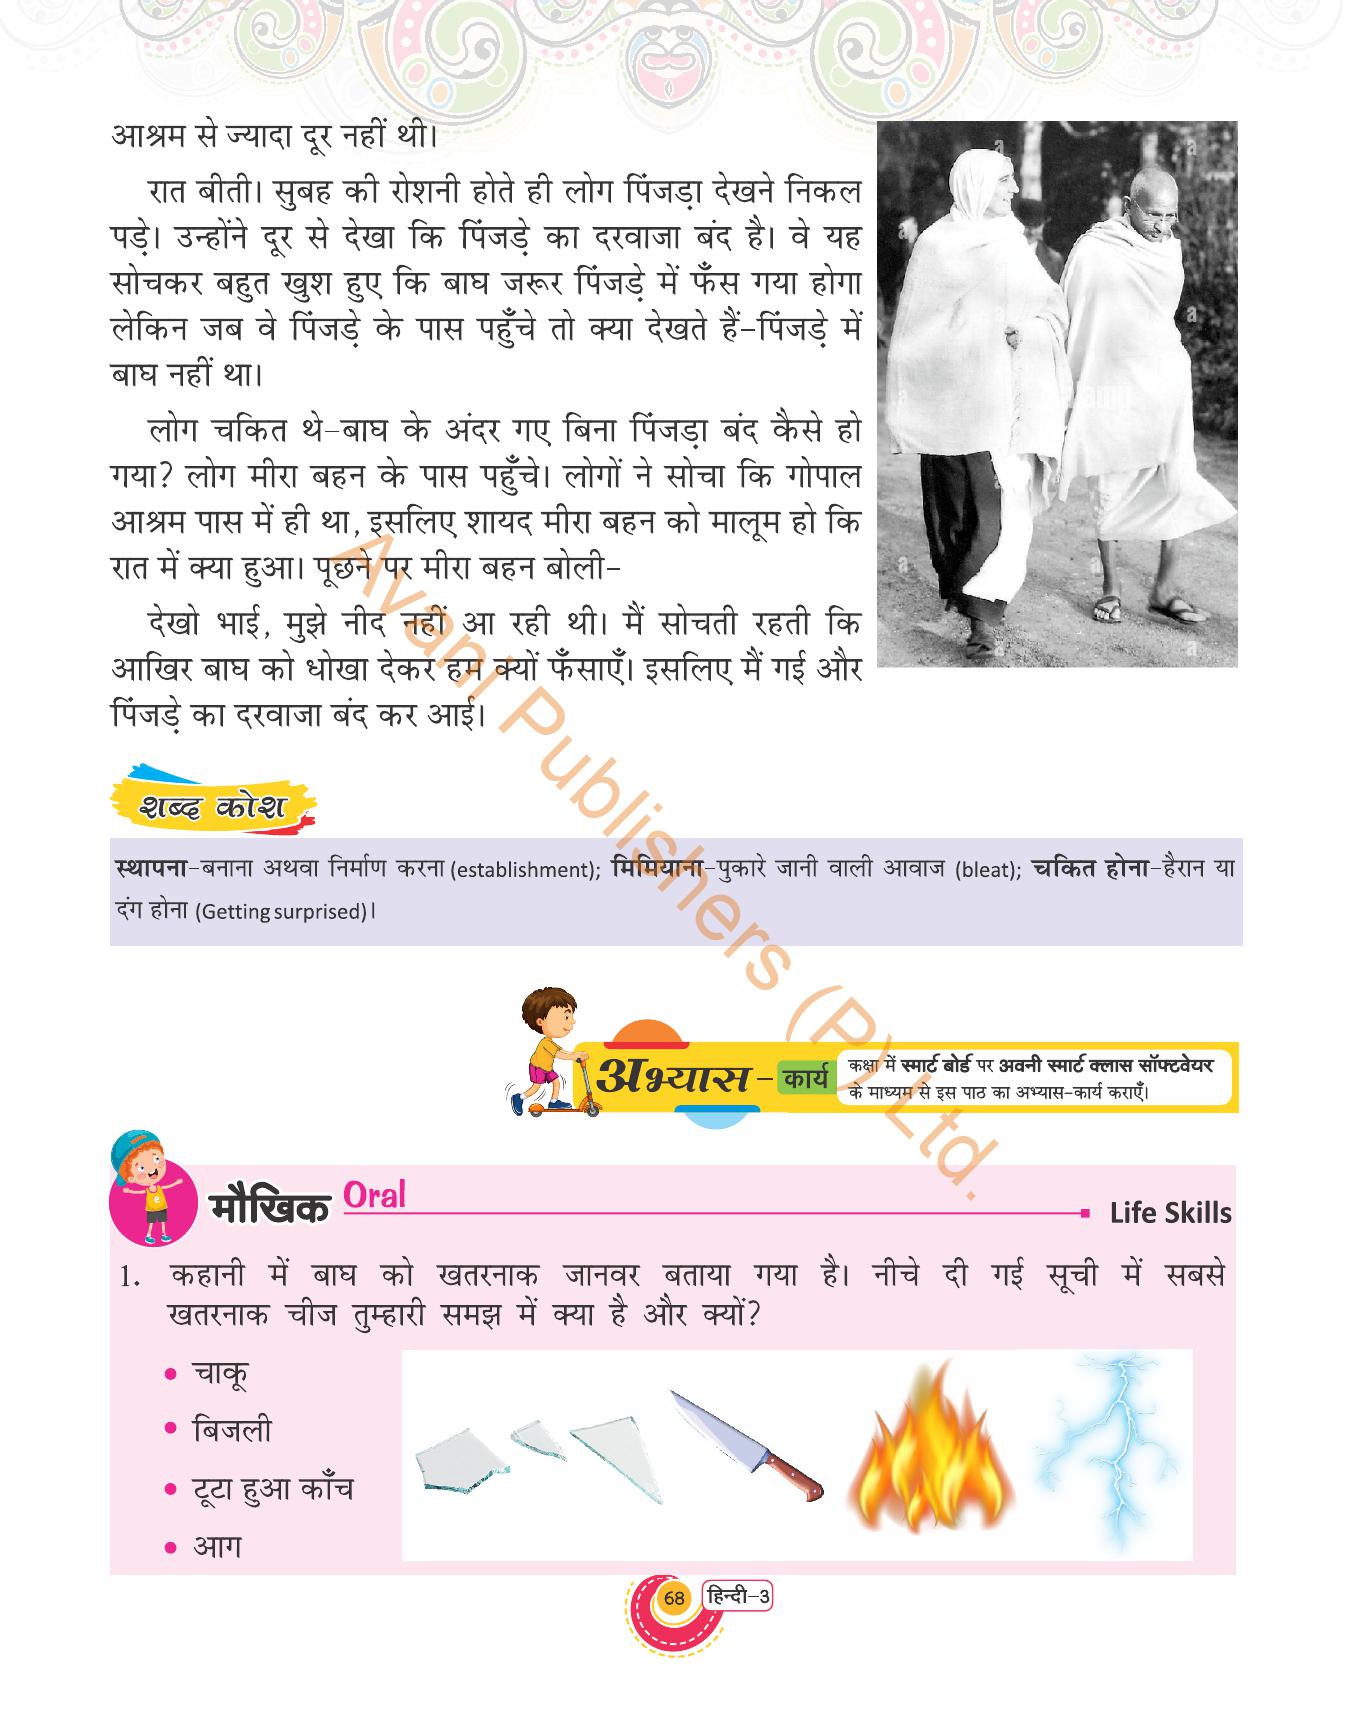 आश्रम से ज्यादा दूर नहीं थी।
रात बीती। सुबह की रोशनी होते ही लोग पिंजड़ा देखने निकल
पड़े। उन्होंने दूर से देखा कि पिंजड़े का दरवाजा बंद है। वे यह
सोचकर बहुत खुश हुए कि बाघ जरूर पिंजड़े में फँस गया होगा
लेकिन जब वे पिंजड़े के पास पहुँचे तो क्या देखते हैं-पिंजड़े में
बाघ नहीं था।
लोग चकित थे-बाघ के अंदर गए बिना पिंजड़ा बंद कैसे हो
गया? लोग मीरा बहन के पास पहुँचे। लोगों ने सोचा कि गोपाल
आश्रम पास में ही था, इसलिए शायद मीरा बहन को मालूम हो कि
रात में क्या हुआ। पूछने पर मीरा बहन बोली-
देखो भाई, मुझे नीद नहीं आ रही थी। मैं सोचती रहती कि
आखिर बाघ को धोखा देकर हम क्यों फँसाएँ। इसलिए मैं गई और
पिंजड़े का दरवाजा बंद कर आई।
शब्द कोश
स्थापना-बनाना अथवा निर्माण करना (establishment); मिमियाना-पुकारे जानी वाली आवाज (bleat); चकित होना-हैरान या
दंग होना (Getting surprised)।
अभ्यास - कार्य
कक्षा में स्मार्ट बोर्ड पर अवनी स्मार्ट क्लास सॉफ्टवेयर
के माध्यम से इस पाठ का अभ्यास-कार्य कराएँ।
मौखिक Oral
Life Skills
1. कहानी में बाघ को खतरनाक जानवर बताया गया है। नीचे दी गई सूची में सबसे
खतरनाक चीज तुम्हारी समझ में क्या है और क्यों?
• चाकू
• बिजली
• टूटा हुआ काँच
• आग
68 हिन्दी-3
Avani Publishers (P) Ltd.